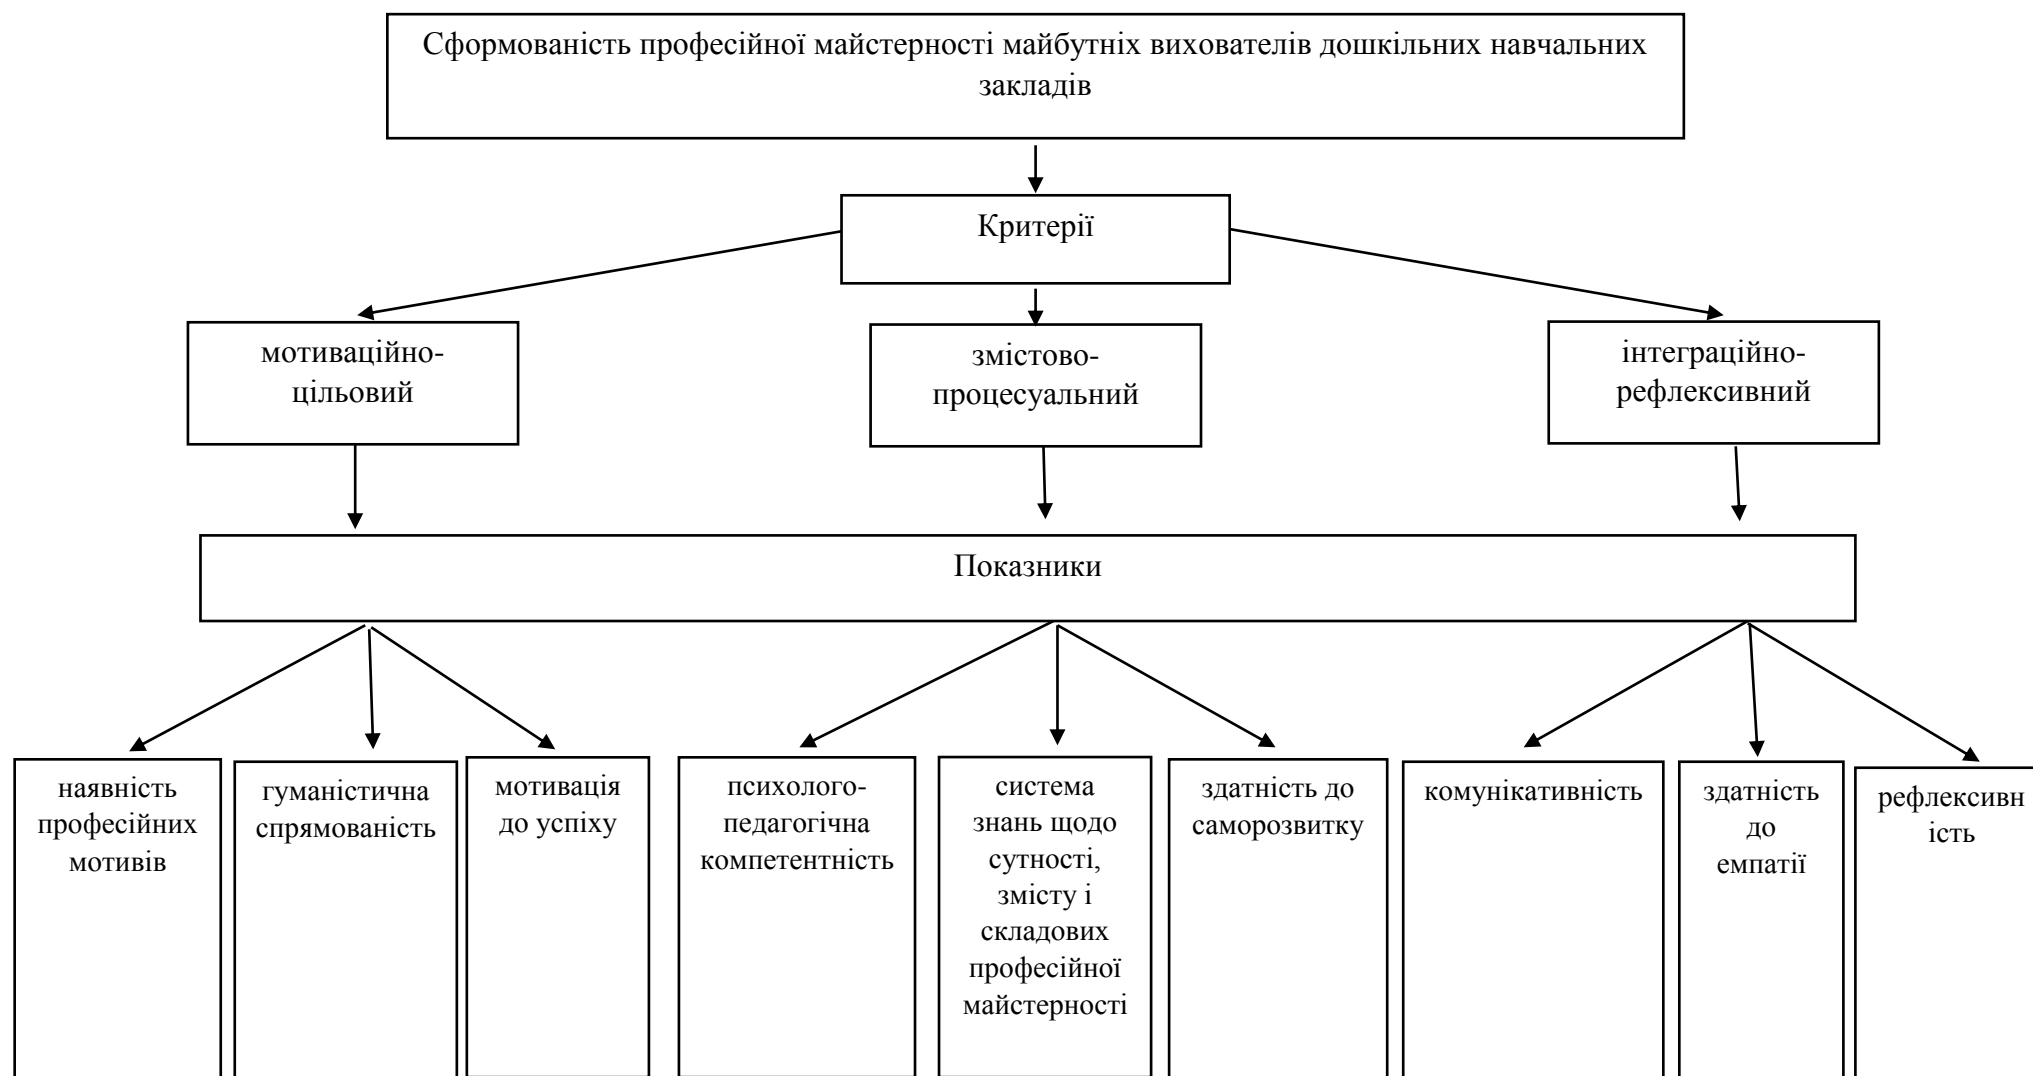 Сформованість професійної майстерності майбутніх вихователів дошкільних навчальних
закладів
Критерії
мотиваційно-
цільовий
змістово-
процесуальний
інтеграційно-
рефлексивний
Показники
наявність
професійних
мотивів
гуманістична
спрямованість
мотивація
до успіху
психолого-
педагогічна
компетентність
система
знань щодо
сутності,
змісту і
складових
професійної
майстерності
здатність до
саморозвитку
комунікативність
здатність
до
емпатії
рефлексивн
ість